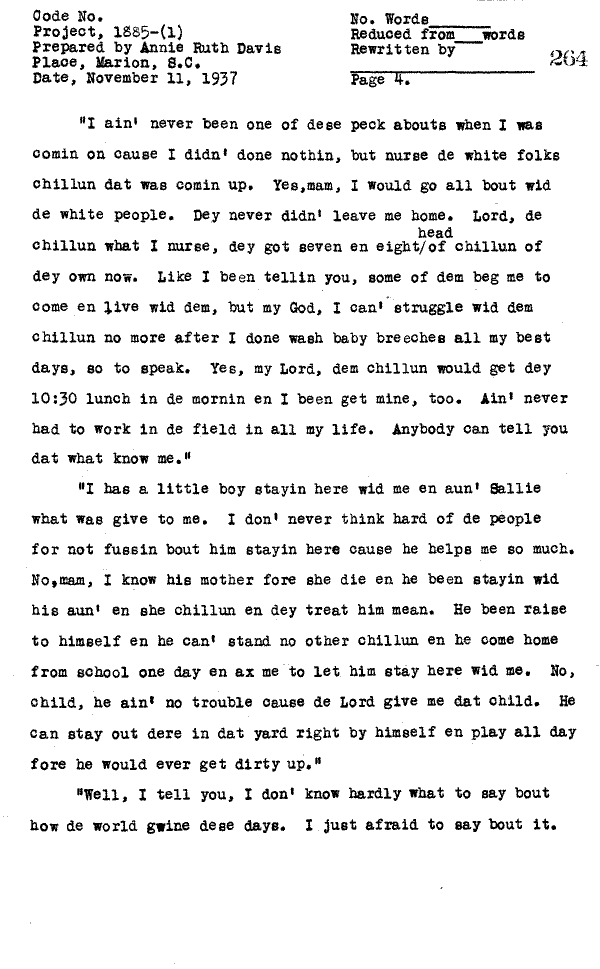 Code No.
Project, 1885-(1)
Prepared by Annie Ruth Davis
Place, Marion, S.C.
Date, November 11, 1937
No. Words
Reduced from words
Rewritten by
264
Page 4.
"I ain' never been one of dese peck abouts when I was
comin on cause I didn' done nothin, but nurse de white folks
chillun dat was comin up. Yes,mam, I would go all bout wid
de white people. Dey never didn' leave me home. Lord, de
head
chillun what I nurse, dey got seven en eight/of chillun of
dey own now. Like I been tellin you, some of dem beg me to
come en live wid dem, but my God, I can' struggle wid dem
chillun no more after I done wash baby breeches all my best
days, so to speak. Yes, my Lord, dem chillun would get dey
10:30 lunch in de mornin en I been get mine, too. Ain' never
had to work in de field in all my life. Anybody can tell you
dat what know me."
"I has a little boy stayin here wid me en aun' Sallie
what was give to me. I don' never think hard of de people
for not fussin bout him stayin here cause he helps me so much.
No,mam, I know his mother fore she die en he been stayin wid
his aun' en she chillun en dey treat him mean. He been raise
to himself en he can' stand no other chillun en he come home
from school one day en ax me to let him stay here wid me. No,
child, he ain' no trouble cause de Lord give me dat child. He
can stay out dere in dat yard right by himself en play all day
fore he would ever get dirty up."
"Well, I tell you, I don' know hardly what to say bout
how de world gwine dese days. I just afraid to say bout it.